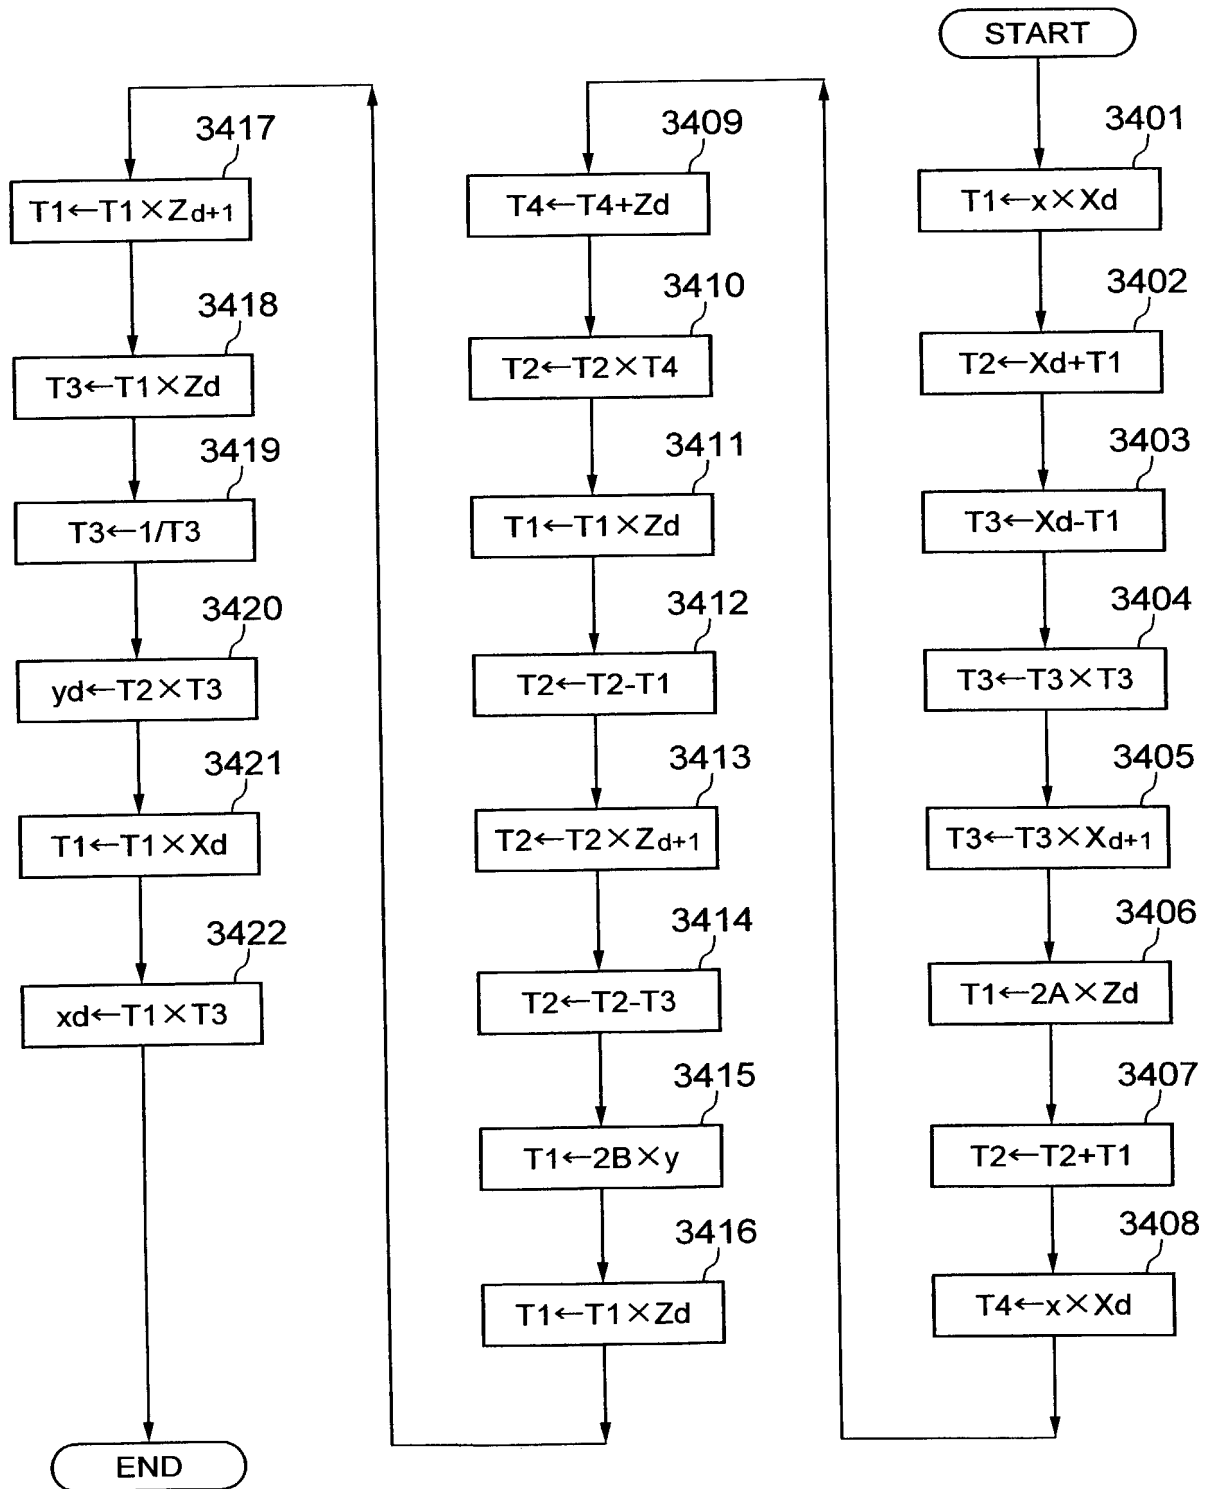 START
3401
T1←x×Xd
3402
T2←Xd+T1
3403
T3←Xd-T1
3404
T3←T3×T3
3405
T3←T3×Xd+1
3406
T1←2A×Zd
3407
T2←T2+T1
3408
T4←x×Xd
3409
T4←T4+Zd
3410
T2←T2×T4
3411
T1←T1×Zd
3412
T2←T2-T1
3413
T2←T2×Zd+1
3414
T2←T2-T3
3415
T1←2B×y
3416
T1←T1×Zd
3417
T1←T1×Zd+1
3418
T3←T1×Zd
3419
T3←1/T3
3420
yd←T2×T3
3421
T1←T1×Xd
3422
xd←T1×T3
END